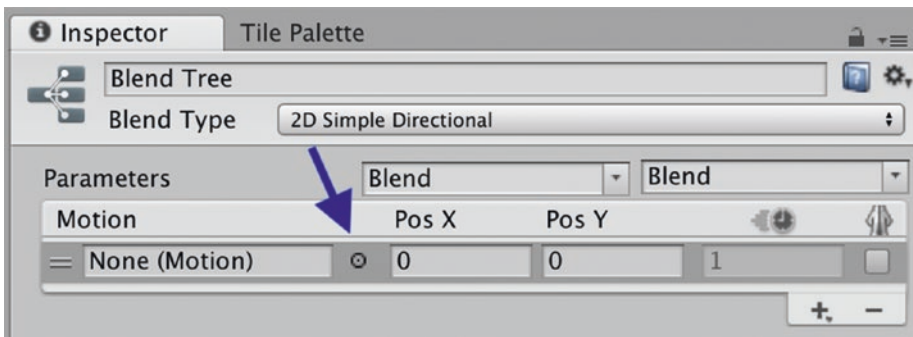 Inspector Tile Palette
Blend Tree
Blend Type 2D Simple Directional
Parameters Blend Blend
Motion Pos X Pos Y
None (Motion) 0 0 1